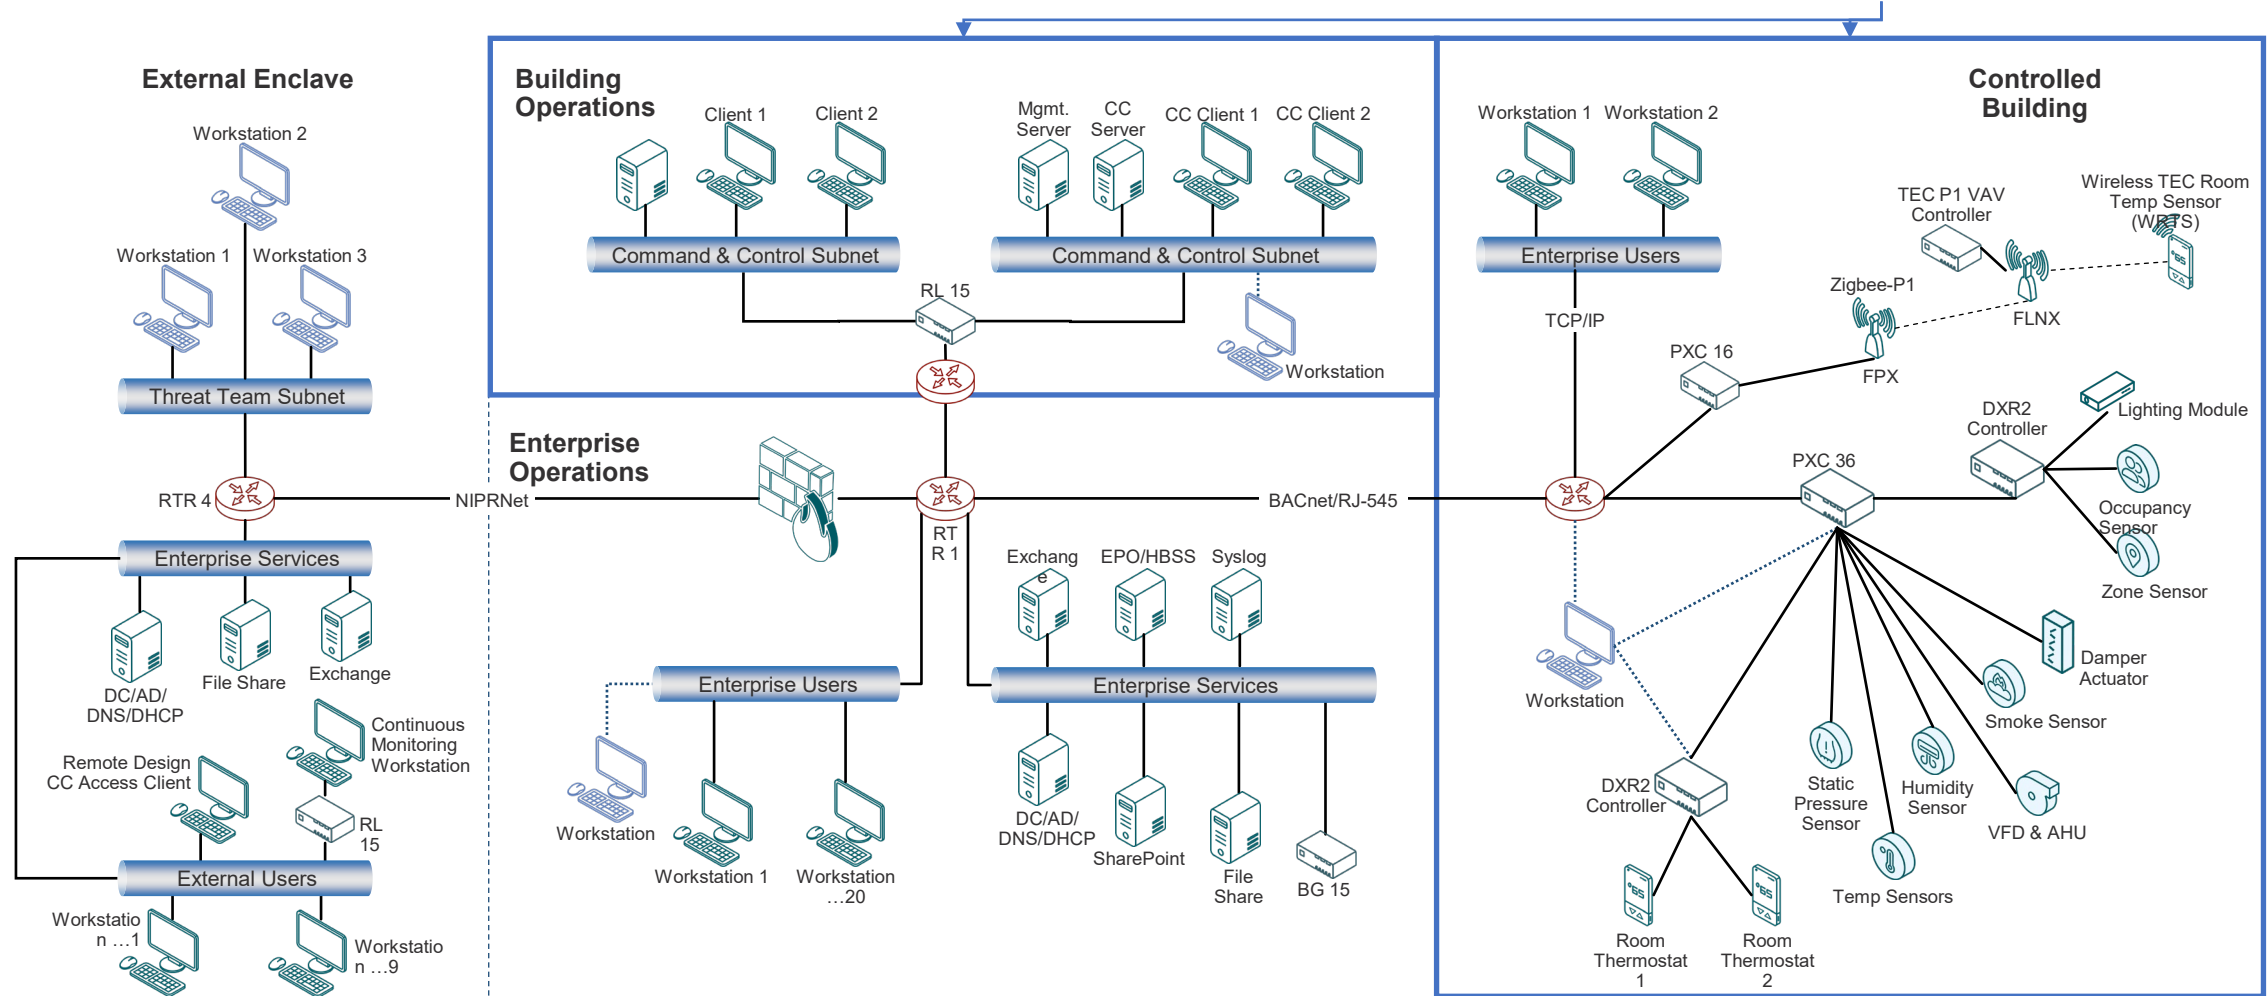 External Enclave
Workstation 2
Workstation 1
Workstation 3
Threat Team Subnet
RTR 4
NIPRNet
Enterprise Services
DC/AD/
DNS/DHCP
File Share
Exchange
Continuous
Monitoring
Workstation
Remote Design
CC Access Client
RL
15
External Users
Workstatio
n ...1
Workstatio
n ...9
Building
Operations
Client 1
Client 2
Mgmt.
Server
CC
Server
CC Client 1
CC Client 2
Command & Control Subnet
Command & Control Subnet
RL 15
Workstation
Enterprise
Operations
RT
R 1
BACnet/RJ-545
Exchang
e
EPO/HBSS
Syslog
Enterprise Users
Enterprise Services
Workstation
Workstation 1
Workstation
...20
DC/AD/
DNS/DHCP
SharePoint
File
Share
BG 15
Controlled
Building
Workstation 1
Workstation 2
Enterprise Users
TCP/IP
TEC P1 VAV
Controller
Wireless TEC Room
Temp Sensor
(WRTS)
Zigbee-P1
FLNX
PXC 16
FPX
Lighting Module
DXR2
Controller
PXC 36
Occupancy
Sensor
Zone Sensor
Workstation
Damper
Actuator
Smoke Sensor
Static
Pressure
Sensor
Humidity
Sensor
VFD & AHU
DXR2
Controller
Temp Sensors
Room
Thermostat
1
Room
Thermostat
2